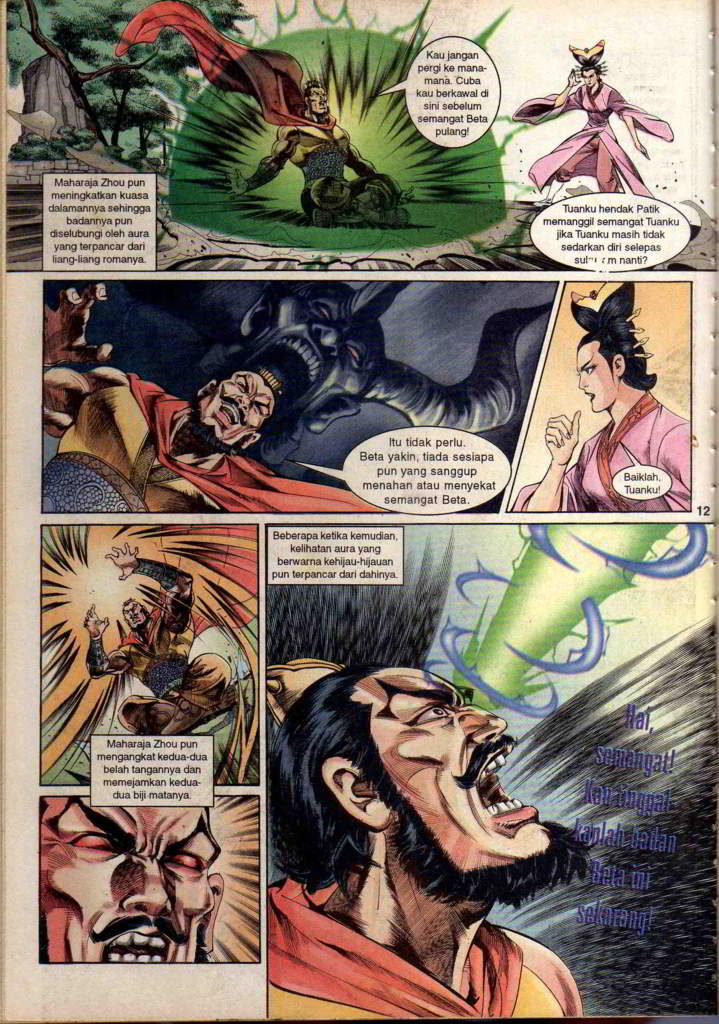 Kau jangan
pergi ke mana-
mana. Cuba
kau berkawal di
sini sebelum
semangat Beta
pulang!
Maharaja Zhou pun
meningkatkan kuasa
dalamannya sehingga
badannya pun
diselubungi oleh aura
yang terpancar dari
liang-liang romanya.
Tuanku hendak Patik
memanggil semangat Tuanku
jika Tuanku masih tidak
sedarkan diri selepas
nanti?
Itu tidak perlu.
Beta yakin, tiada sesiapa
pun yang sanggup
menahan atau menyekat
semangat Beta.
Baiklah,
Tuanku!
12
Maharaja Zhou pun
mengangkat kedua-dua
belah tangannya dan
memejamkan kedua-
dua biji matanya.
Beberapa ketika kemudian,
kelihatan aura yang
berwarna kehijau-hijauan
pun terpancar dari dahinya.
Hai,
semangat!
Kau tinggal-
kanlah badan
Beta ini
sekarang!